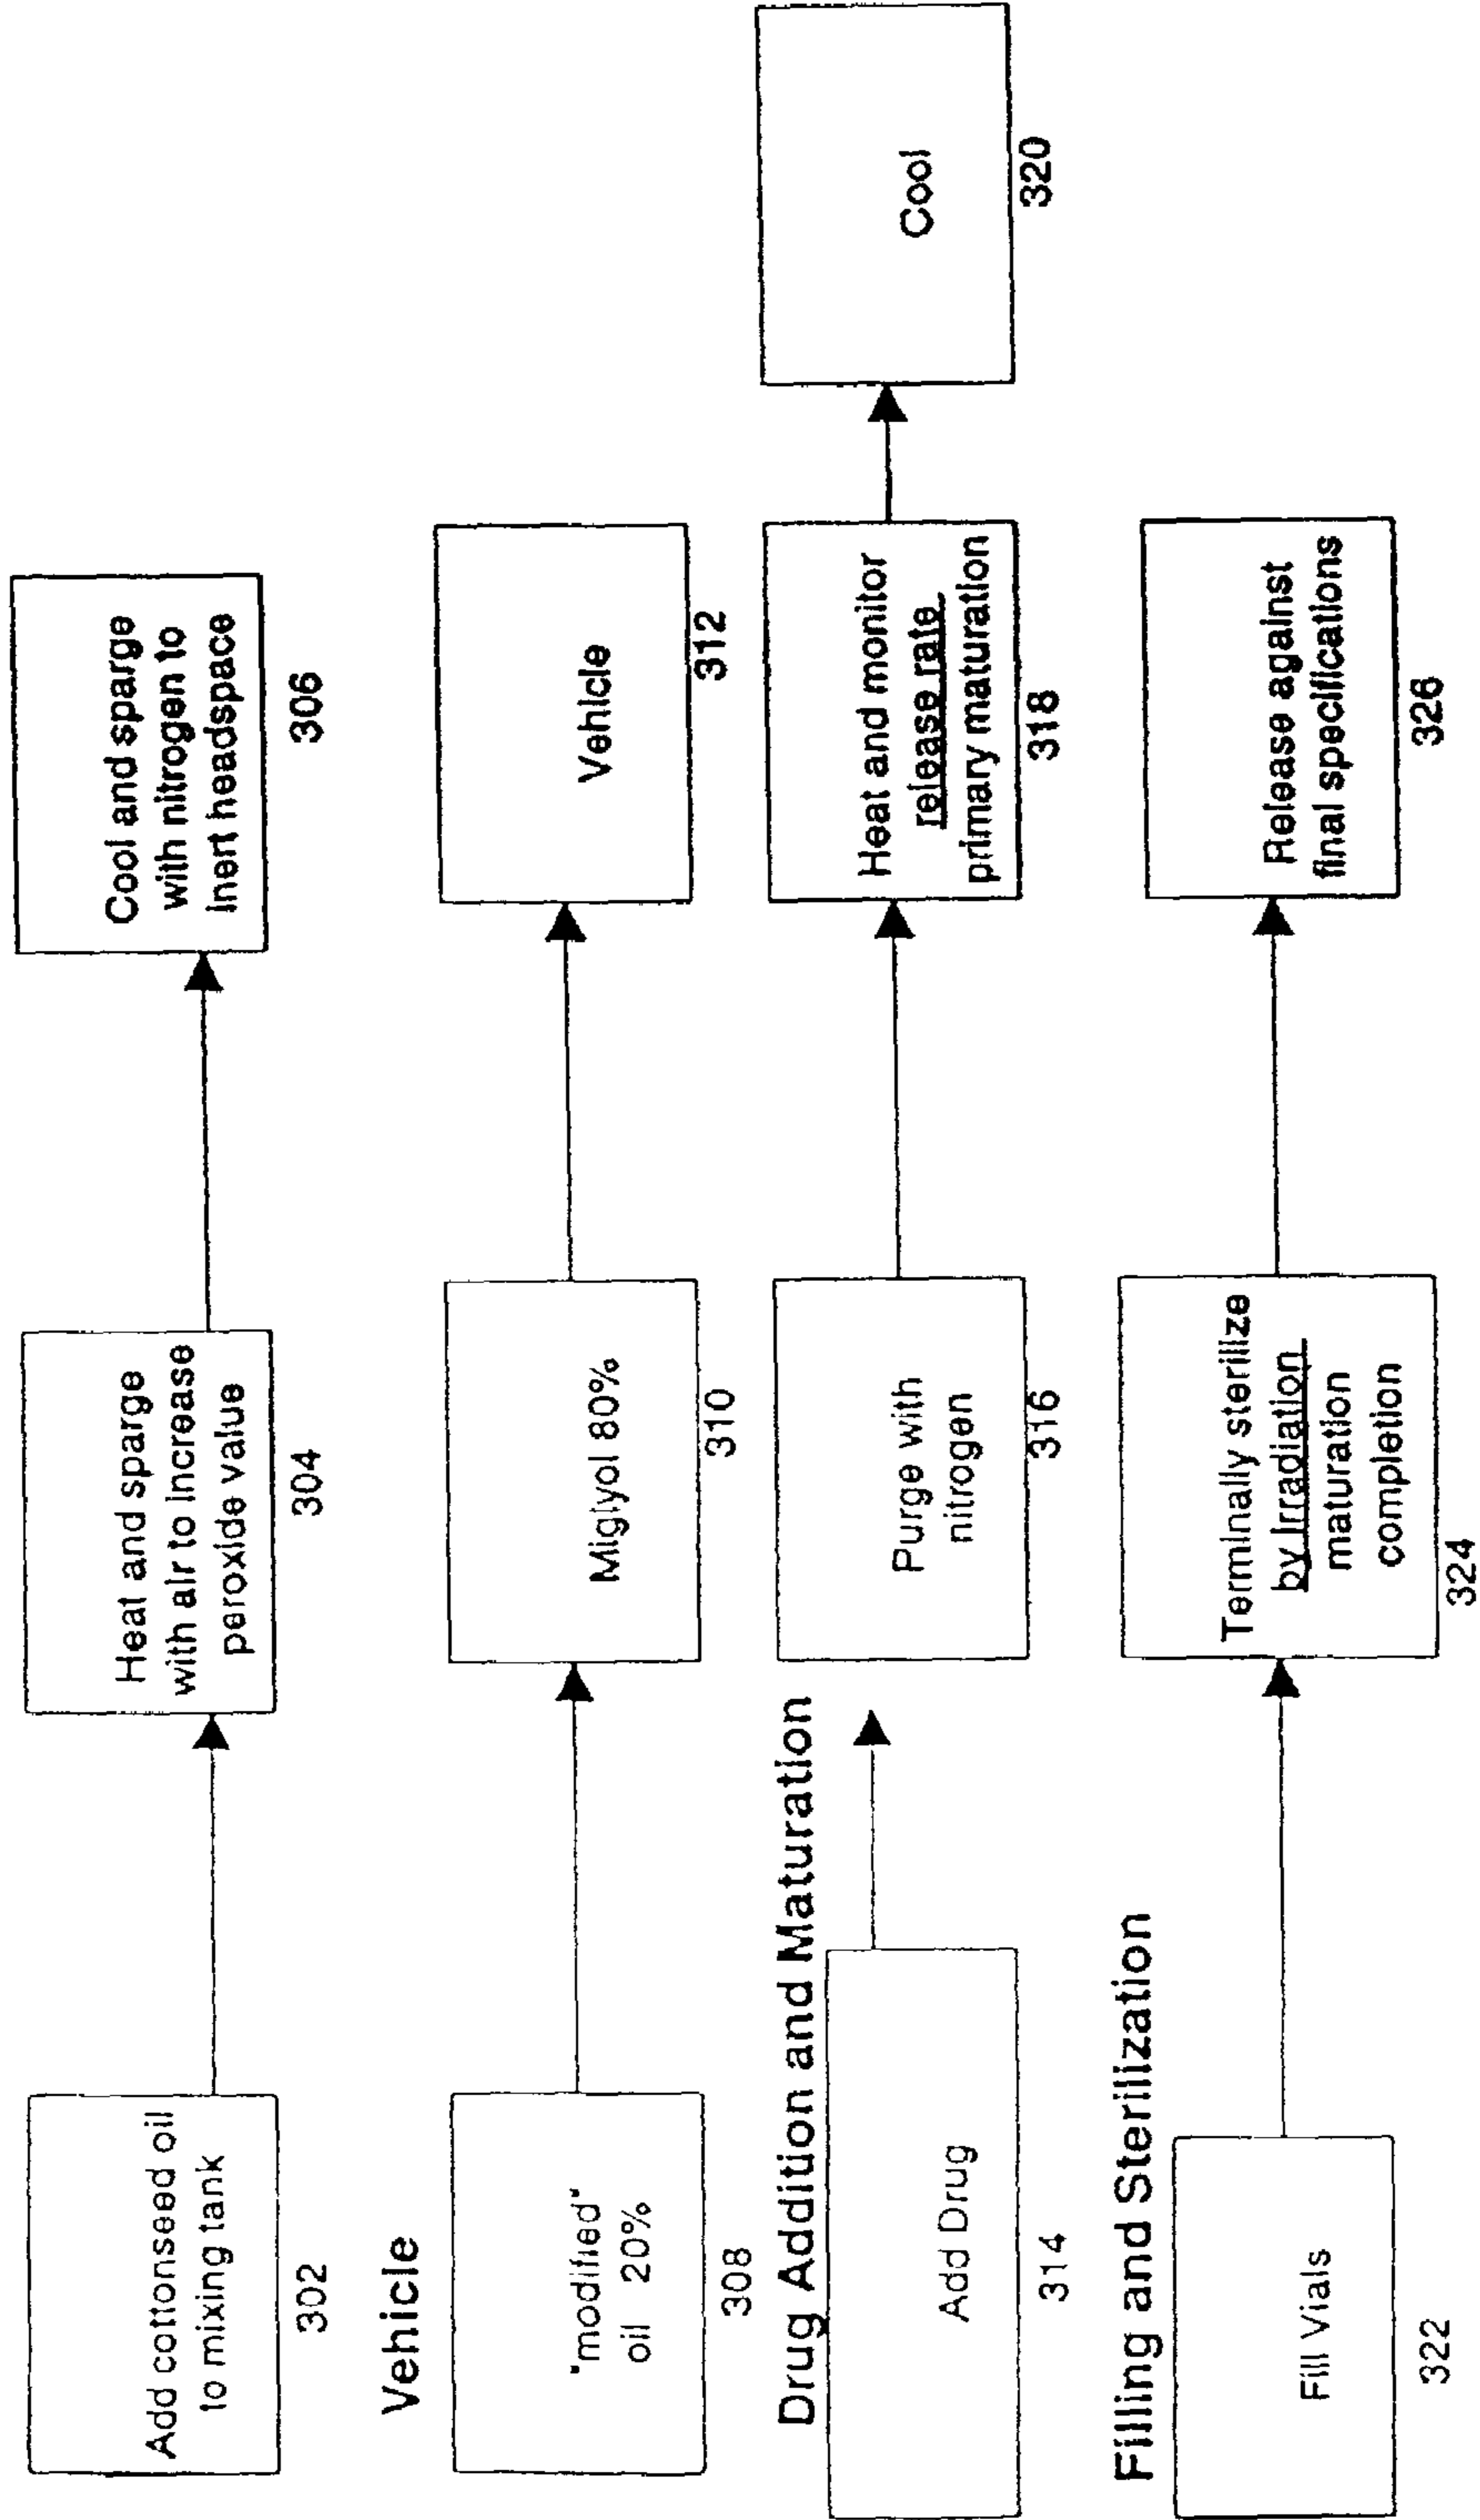 Add cottonseed oil
to mixing tank
302
Heat and sparge
with air to increase
peroxide value
304
Cool and sparge
with nitrogen to
inert headspace
306
Vehicle
"modified"
oil 20%
308
Miglyol 80%
310
Vehicle
312
Drug Addition and Maturation
Add Drug
314
Purge with
nitrogen
316
Heat and monitor
release rate
primary maturation
318
Cool
320
Filling and Sterilization
Fill Vials
322
Terminally sterilize
by Irradiation
maturation
completion
324
Release against
final specifications
326